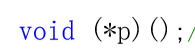 void (*p)();